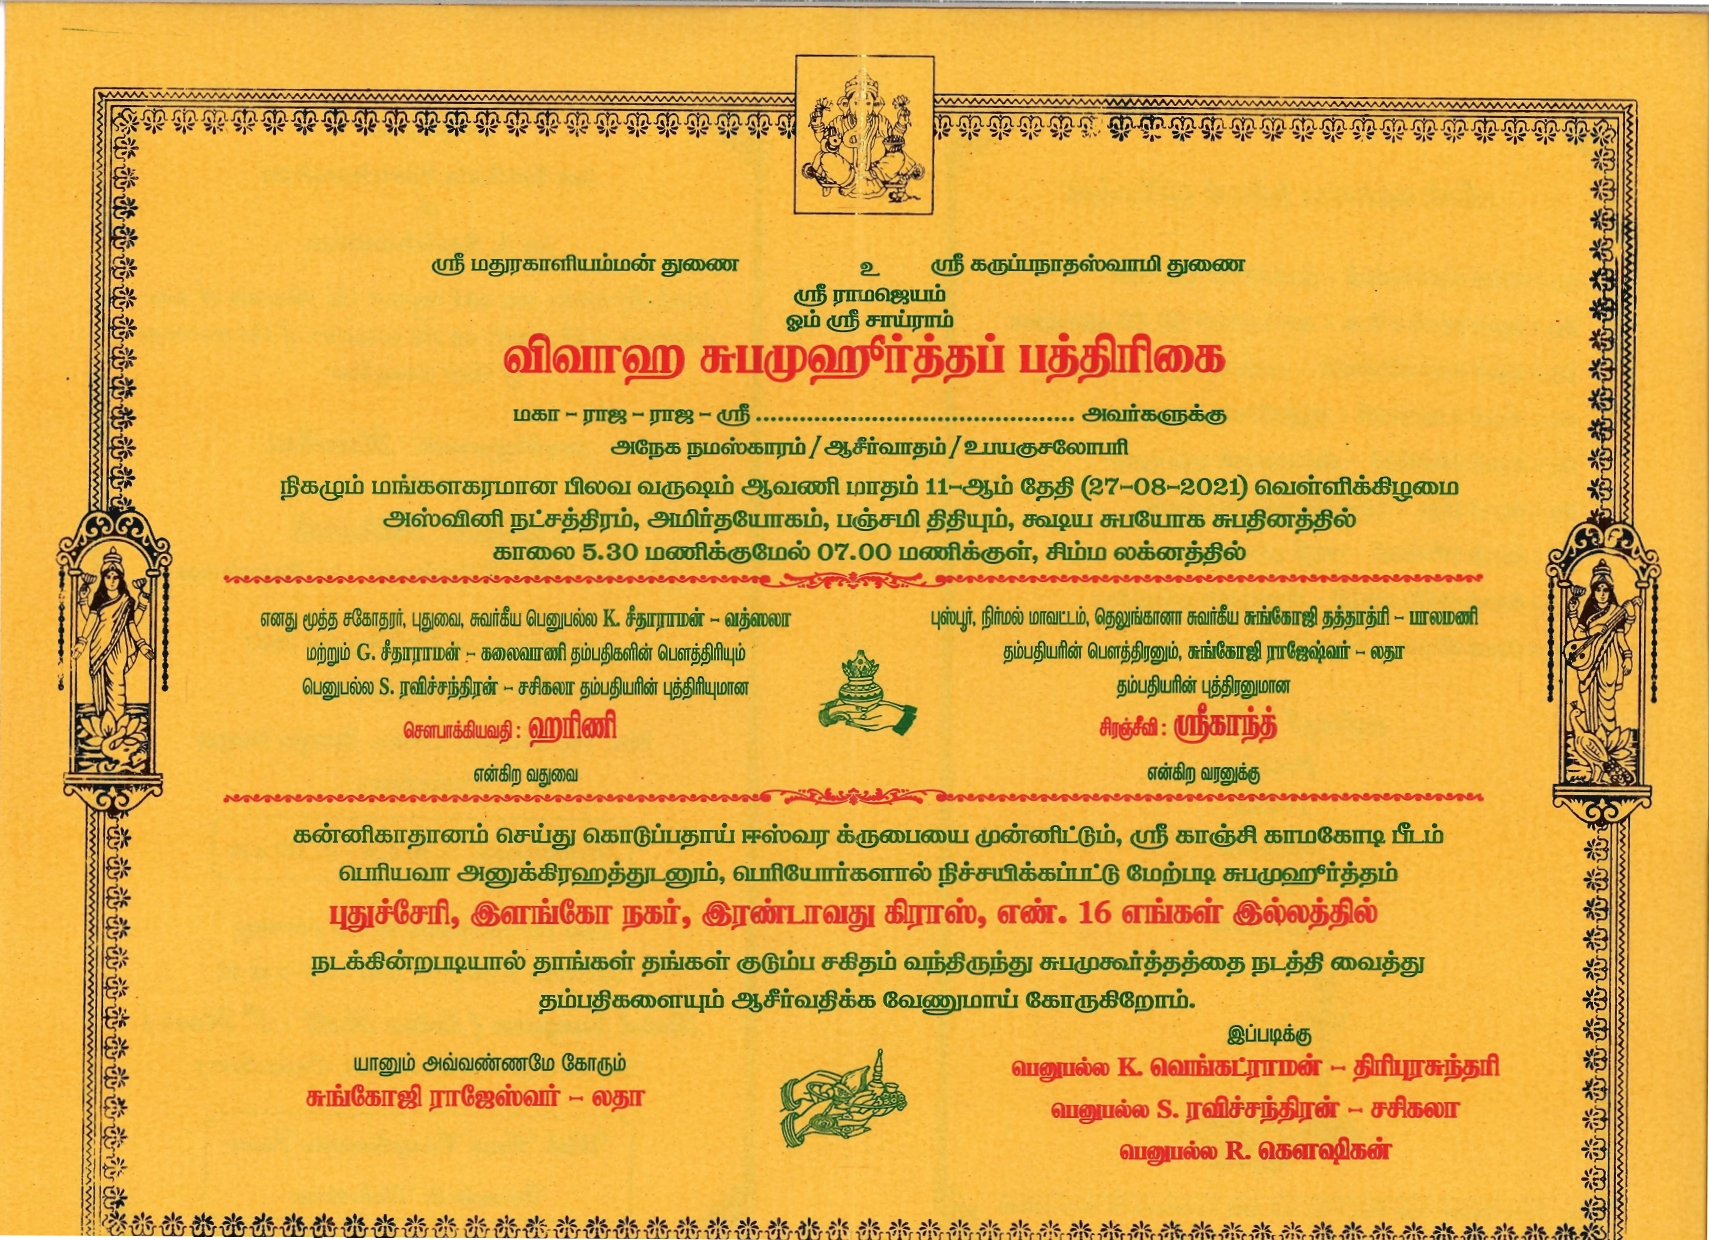 ஸ்ரீ மதுரகாளியம்மன் துணை
உ
ஸ்ரீ கருப்பநாதஸ்வாமி துணை
ஸ்ரீ ராமஜெயம்
ஓம் ஸ்ரீ சாய்ராம்
விவாஹ சுபமுஹூர்த்தப் பத்திரிகை
மகா – ராஜ – ராஜ – ஸ்ரீ ............................................ அவர்களுக்கு
அநேக நமஸ்காரம்/ஆசீர்வாதம்/உபயகுசலோபரி
நிகழும் மங்களகரமான பிலவ வருஷம் ஆவணி மாதம் 11–ஆம் தேதி (27–08–2021) வெள்ளிக்கிழமை
அஸ்வினி நட்சத்திரம், அமிர்தயோகம், பஞ்சமி திதியும், கூடிய சுபயோக சுபதினத்தில்
காலை 5.30 மணிக்குமேல் 07.00 மணிக்குள், சிம்ம லக்னத்தில்
எனது மூத்த சகோதரர், புதுவை, சுவர்கீய பெனுபல்ல K. சீதாராமன் – வத்ஸலா
மற்றும் G. சீதாராமன் – கலைவாணி தம்பதிகளின் பௌத்திரியும்
பெனுபல்ல S. ரவிச்சந்திரன் – சசிகலா தம்பதியரின் புத்திரியுமான
சௌபாக்கியவதி : ஹரிணி
என்கிற வதுவை
புஸ்பூர், நிர்மல் மாவட்டம், தெலுங்கானா சுவர்கீய சுங்கோஜி தத்தாத்ரி – பாலமணி
தம்பதியரின் பௌத்திரனும், சுங்கோஜி ராஜேஷ்வர் – லதா
தம்பதியரின் புத்திரனுமான
சிரஞ்சீவி : ஸ்ரீகாந்த்
என்கிற வரனுக்கு
கன்னிகாதானம் செய்து கொடுப்பதாய் ஈஸ்வர க்ருபையை முன்னிட்டும், ஸ்ரீ காஞ்சி காமகோடி பீடம்
பெரியவா அனுக்கிரஹத்துடனும், பெரியோர்களால் நிச்சயிக்கப்பட்டு மேற்படி சுபமுஹூர்த்தம்
புதுச்சேரி, இளங்கோ நகர், இரண்டாவது கிராஸ், எண். 16 எங்கள் இல்லத்தில்
நடக்கின்றபடியால் தாங்கள் தங்கள் குடும்ப சகிதம் வந்திருந்து சுபமுகூர்த்தத்தை நடத்தி வைத்து
தம்பதிகளையும் ஆசீர்வதிக்க வேணுமாய் கோருகிறோம்.
யானும் அவ்வண்ணமே கோரும்
சுங்கோஜி ராஜேஸ்வர் – லதா
இப்படிக்கு
பெனுபல்ல K. வெங்கட்ராமன் – திரிபுரசுந்தரி
பெனுபல்ல S. ரவிச்சந்திரன் – சசிகலா
பெனுபல்ல R. கௌஷிகன்